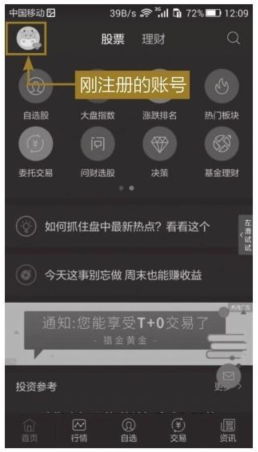 中国移动 39B/s 72% 12:09
股票 理财
刚注册的账号
自选股 大盘指数 涨跌排名 热门板块
委托交易 问财选股 决策 基金理财
如何抓住盘中最新热点？看看这个
左滑试试
今天这事别忘做 周末也能赚收益
通知:您能享受T+0交易了
猎金黄金
投资参考
首页 行情 自选 交易 资讯